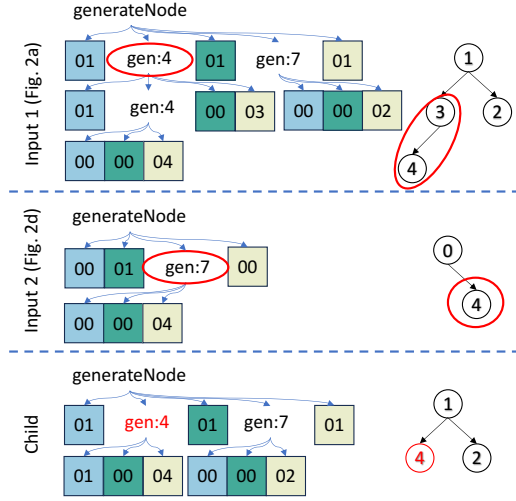 generateNode
01 gen:4 01 gen:7 01
01 gen:4 00 03 00 00 02
00 00 04
Input 1 (Fig. 2a)
1
3 2
4
generateNode
00 01 gen:7 00
00 00 04
Input 2 (Fig. 2d)
0
4
generateNode
01 gen:4 01 gen:7 01
01 00 04 00 00 02
Child
1
4 2